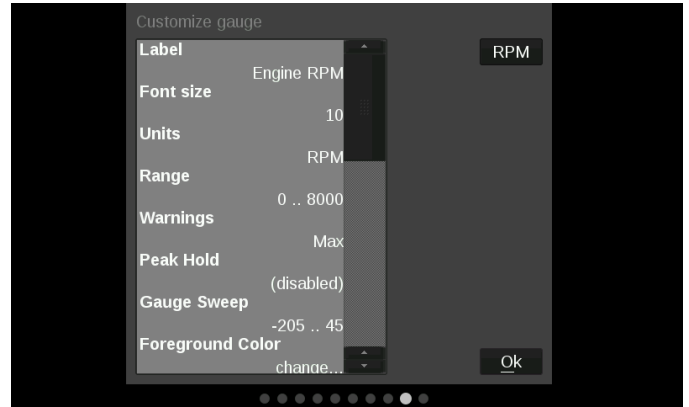 Customize gauge
Label
Engine RPM
Font size
10
Units
RPM
Range
0 .. 8000
Warnings
Max
Peak Hold
(disabled)
Gauge Sweep
-205 .. 45
Foreground Color
change...
RPM
Ok